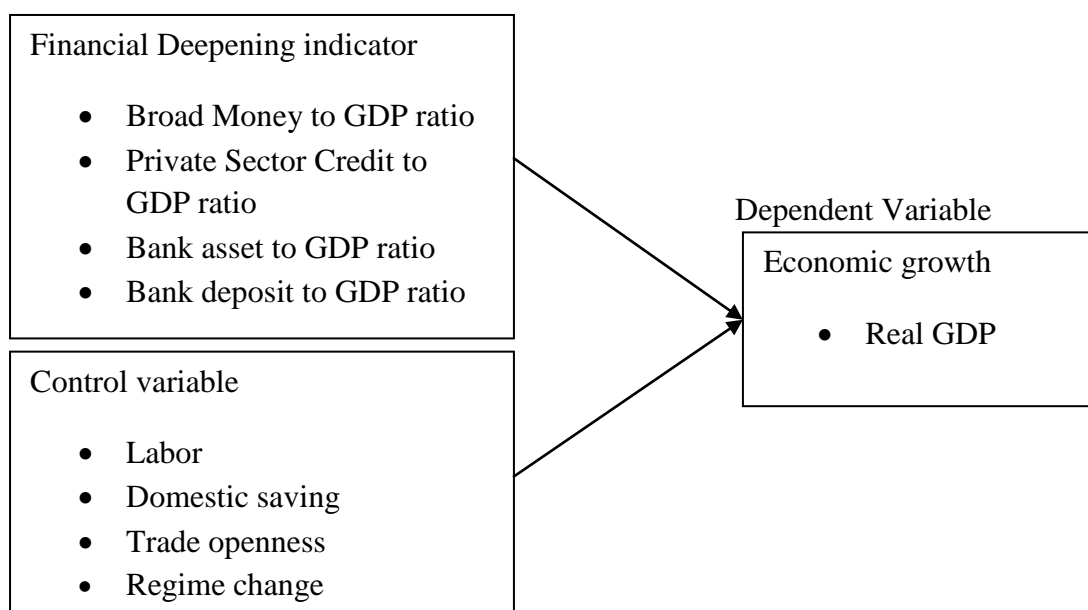 Financial Deepening indicator
• Broad Money to GDP ratio
• Private Sector Credit to
GDP ratio
• Bank asset to GDP ratio
• Bank deposit to GDP ratio
Control variable
• Labor
• Domestic saving
• Trade openness
• Regime change
Dependent Variable
Economic growth
• Real GDP